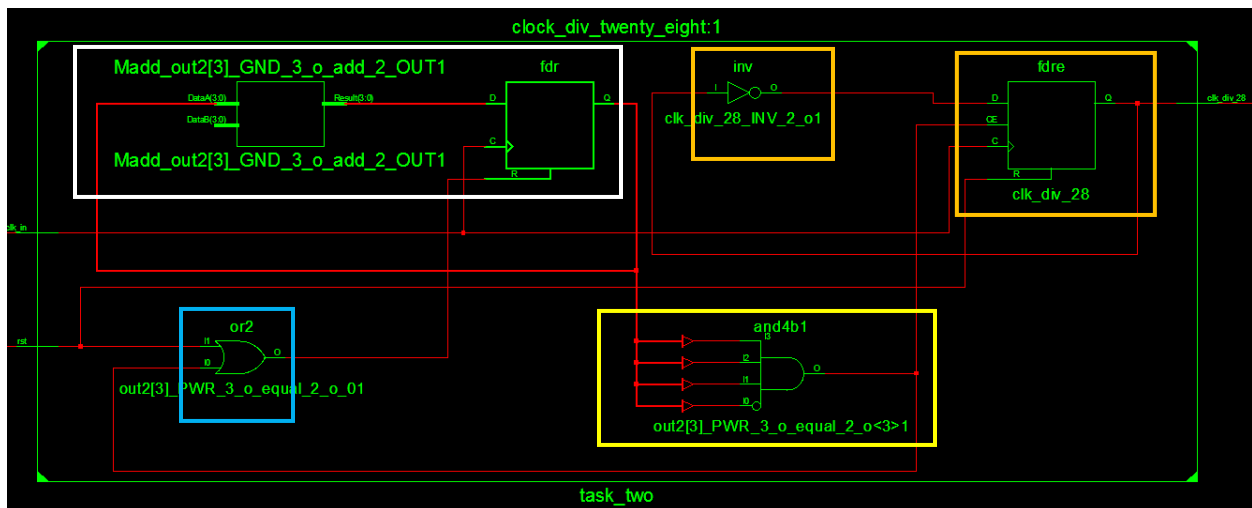 clock_div_twenty_eight:1
Madd_out2[3]_GND_3_o_add_2_OUT1
DataA(3:0)
DataB(3:0)
Result(3:0)
Madd_out2[3]_GND_3_o_add_2_OUT1
fdr
D
Q
C
R
inv
I
O
clk_div_28_INV_2_o1
fdre
D
Q
CE
C
R
clk_div_28
clk_div_28
clk_in
rst
or2
I1
I0
O
out2[3]_PWR_3_o_equal_2_o_01
and4b1
I3
I2
I1
I0
O
out2[3]_PWR_3_o_equal_2_o<3>1
task_two